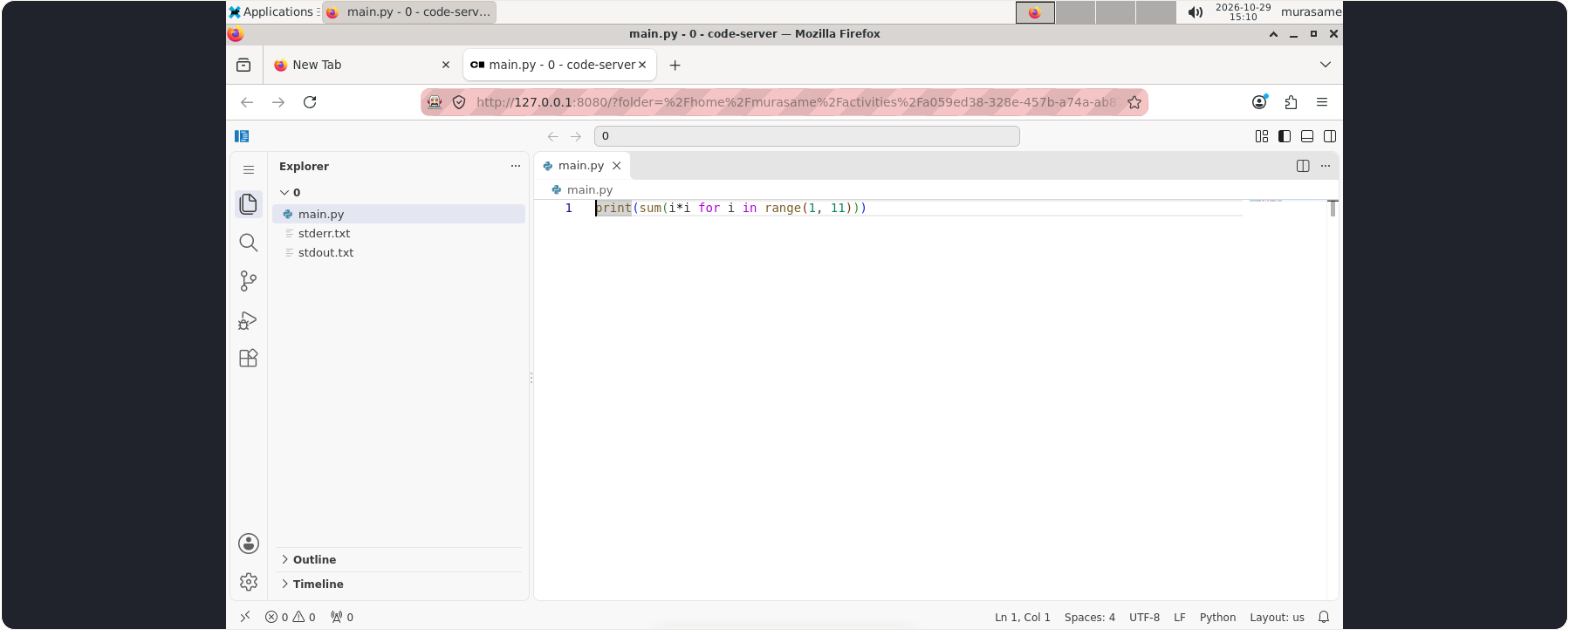 Applications
main.py - 0 - code-serv...
2026-10-29
15:10
murasame
main.py - 0 - code-server — Mozilla Firefox
New Tab
main.py - 0 - code-server
http://127.0.0.1:8080/?folder=%2Fhome%2Fmurasame%2Factivities%2Fa059ed38-328e-457b-a74a-ab8
0
Explorer
0
main.py
stderr.txt
stdout.txt
Outline
Timeline
main.py
main.py
1 print(sum(i*i for i in range(1, 11)))
0 0 0
Ln 1, Col 1 Spaces: 4 UTF-8 LF Python Layout: us